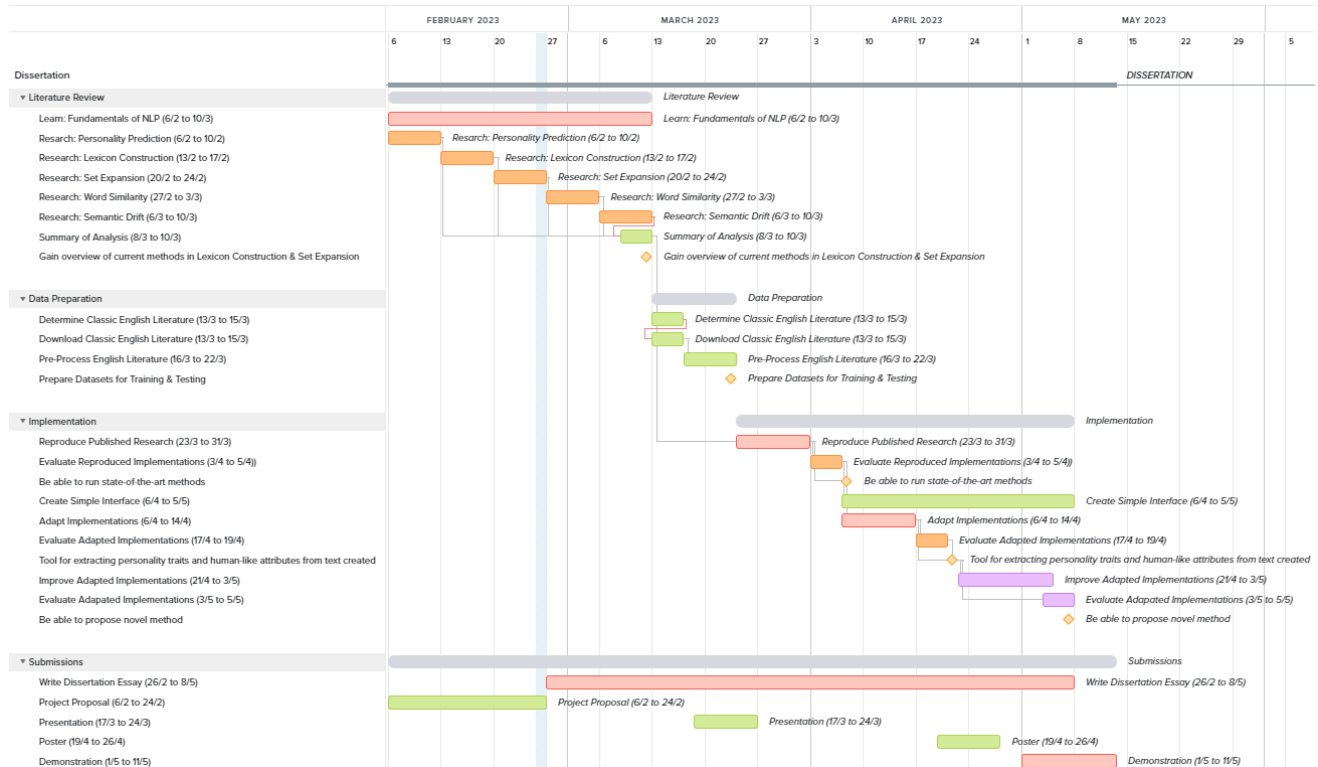 FEBRUARY 2023 MARCH 2023 APRIL 2023 MAY 2023
6 13 20 27 6 13 20 27 3 10 17 24 1 8 15 22 29 5
Dissertation DISSERTATION
Literature Review Literature Review
Learn: Fundamentals of NLP (6/2 to 10/3) Learn: Fundamentals of NLP (6/2 to 10/3)
Resarch: Personality Prediction (6/2 to 10/2) Resarch: Personality Prediction (6/2 to 10/2)
Research: Lexicon Construction (13/2 to 17/2) Research: Lexicon Construction (13/2 to 17/2)
Research: Set Expansion (20/2 to 24/2) Research: Set Expansion (20/2 to 24/2)
Research: Word Similarity (27/2 to 3/3) Research: Word Similarity (27/2 to 3/3)
Research: Semantic Drift (6/3 to 10/3) Research: Semantic Drift (6/3 to 10/3)
Summary of Analysis (8/3 to 10/3) Summary of Analysis (8/3 to 10/3)
Gain overview of current methods in Lexicon Construction & Set Expansion Gain overview of current methods in Lexicon Construction & Set Expansion
Data Preparation Data Preparation
Determine Classic English Literature (13/3 to 15/3) Determine Classic English Literature (13/3 to 15/3)
Download Classic English Literature (13/3 to 15/3) Download Classic English Literature (13/3 to 15/3)
Pre-Process English Literature (16/3 to 22/3) Pre-Process English Literature (16/3 to 22/3)
Prepare Datasets for Training & Testing Prepare Datasets for Training & Testing
Implementation Implementation
Reproduce Published Research (23/3 to 31/3) Reproduce Published Research (23/3 to 31/3)
Evaluate Reproduced Implementations (3/4 to 5/4)) Evaluate Reproduced Implementations (3/4 to 5/4))
Be able to run state-of-the-art methods Be able to run state-of-the-art methods
Create Simple Interface (6/4 to 5/5) Create Simple Interface (6/4 to 5/5)
Adapt Implementations (6/4 to 14/4) Adapt Implementations (6/4 to 14/4)
Evaluate Adapted Implementations (17/4 to 19/4) Evaluate Adapted Implementations (17/4 to 19/4)
Tool for extracting personality traits and human-like attributes from text created Tool for extracting personality traits and human-like attributes from text created
Improve Adapted Implementations (21/4 to 3/5) Improve Adapted Implementations (21/4 to 3/5)
Evaluate Adapated Implementations (3/5 to 5/5) Evaluate Adapated Implementations (3/5 to 5/5)
Be able to propose novel method Be able to propose novel method
Submissions Submissions
Write Dissertation Essay (26/2 to 8/5) Write Dissertation Essay (26/2 to 8/5)
Project Proposal (6/2 to 24/2) Project Proposal (6/2 to 24/2)
Presentation (17/3 to 24/3) Presentation (17/3 to 24/3)
Poster (19/4 to 26/4) Poster (19/4 to 26/4)
Demonstration (1/5 to 11/5) Demonstration (1/5 to 11/5)